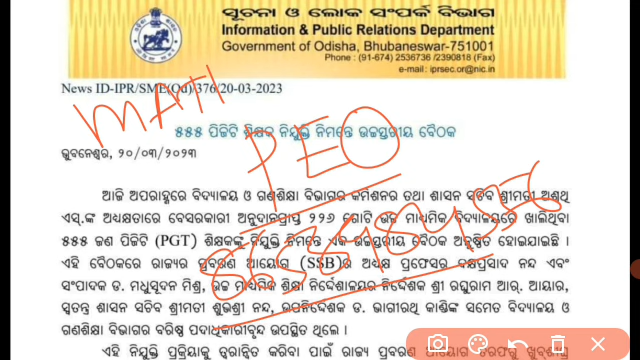 ସୂଚନା ଓ ଲୋକ ସଂପର୍କ ବିଭାଗ
Information & Public Relations Department
Government of Odisha, Bhubaneswar-751001
Phone : (91-674) 2536736 /2390818 (Fax)
e-mail: iprsec.or@nic.in
News ID-IPR/SME(Od)/376/20-03-2023
MATH
PEO
୫୫୫ ପିଜିଟି ଶିକ୍ଷକ ନିଯୁକ୍ତି ନିମନ୍ତେ ଉଚ୍ଚସ୍ତରୀୟ ବୈଠକ
ଭୁବନେଶ୍ୱର, ୨୦/୦୩/୨୦୨୩
ଆଜି ଅପରାହ୍ନରେ ବିଦ୍ୟାଳୟ ଓ ଗଣଶିକ୍ଷା ବିଭାଗର କମିଶନର ତଥା ଶାସନ ସଚିବ ଶ୍ରୀମତୀ ଅଶ୍ୱଥି
ଏସ୍.ଙ୍କ ଅଧ୍ୟକ୍ଷତାରେ ବେସରକାରୀ ଅନୁଦାନପ୍ରାପ୍ତ ୨୨୬ ଗୋଟି ଉଚ୍ଚ ମାଧ୍ୟମିକ ବିଦ୍ୟାଳୟରେ ଖାଲିଥିବା
୫୫୫ ଜଣ ପିଜିଟି (PGT) ଶିକ୍ଷକଙ୍କୁ ନିଯୁକ୍ତି ନିମନ୍ତେ ଏକ ଉଚ୍ଚସ୍ତରୀୟ ବୈଠକ ଅନୁଷ୍ଠିତ ହୋଇଯାଇଛି ।
ଏହି ବୈଠକରେ ରାଜ୍ୟର ପ୍ରବରଣ ଆୟୋଗ (SSB)ର ଅଧ୍ୟକ୍ଷ ପ୍ରଫେସର ନନ୍ଦ ଏବଂ
ସଂପାଦକ ଡ. ମଧୁସୂଦନ ମିଶ୍ର, ଉଚ୍ଚ ମାଧ୍ୟମିକ ଶିକ୍ଷା ନିର୍ଦ୍ଦେଶାଳୟର ନିର୍ଦ୍ଦେଶକ ଶ୍ରୀ ରଘୁରାମ ଆର୍. ଆୟାର,
ସ୍ୱତନ୍ତ୍ର ଶାସନ ସଚିବ ଶ୍ରୀମତୀ ଶୁଭଶ୍ରୀ ନନ୍ଦ, ଉପନିର୍ଦ୍ଦେଶକ ଡ. ଭାଗୀରଥି କାଣ୍ଡିଙ୍କ ସମେତ ବିଦ୍ୟାଳୟ ଓ
ଗଣଶିକ୍ଷା ବିଭାଗର ବରିଷ୍ଠ ପଦାଧିକାରୀବୃନ୍ଦ ଉପସ୍ଥିତ ଥିଲେ ।
ଏହି ନିଯୁକ୍ତି ପ୍ରକ୍ରିୟାକୁ ତ୍ୱରାନ୍ୱିତ କରିବା ପାଇଁ ରାଜ୍ୟ ପ୍ରବରଣ